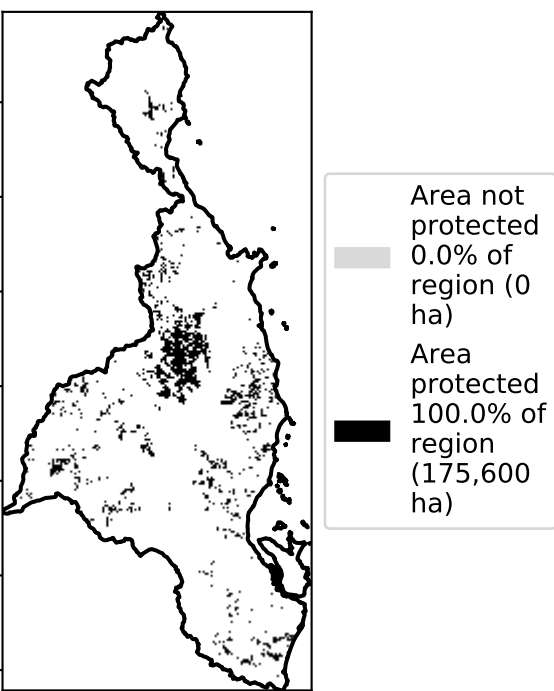 Area not
protected
0.0% of
region (0
ha)
Area
protected
100.0% of
region
(175,600
ha)